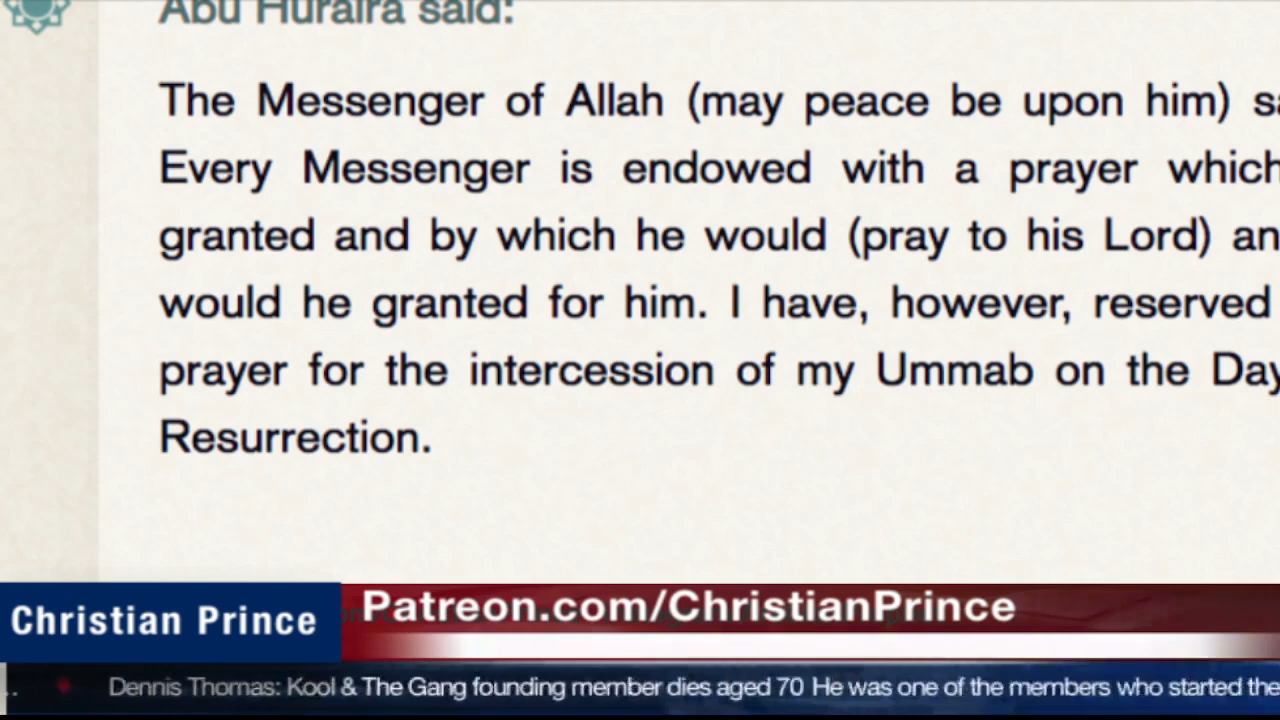 Abu Huraira said:
The Messenger of Allah (may peace be upon him)
Every Messenger is endowed with a prayer which
granted and by which he would (pray to his Lord)
would he granted for him. I have, however, reserved
prayer for the intercession of my Ummab on the Day
Resurrection.
Christian Prince
Patreon.com/ChristianPrince
.. Dennis Thomas: Kool & The Gang founding member dies aged 70 He was one of the members who started the